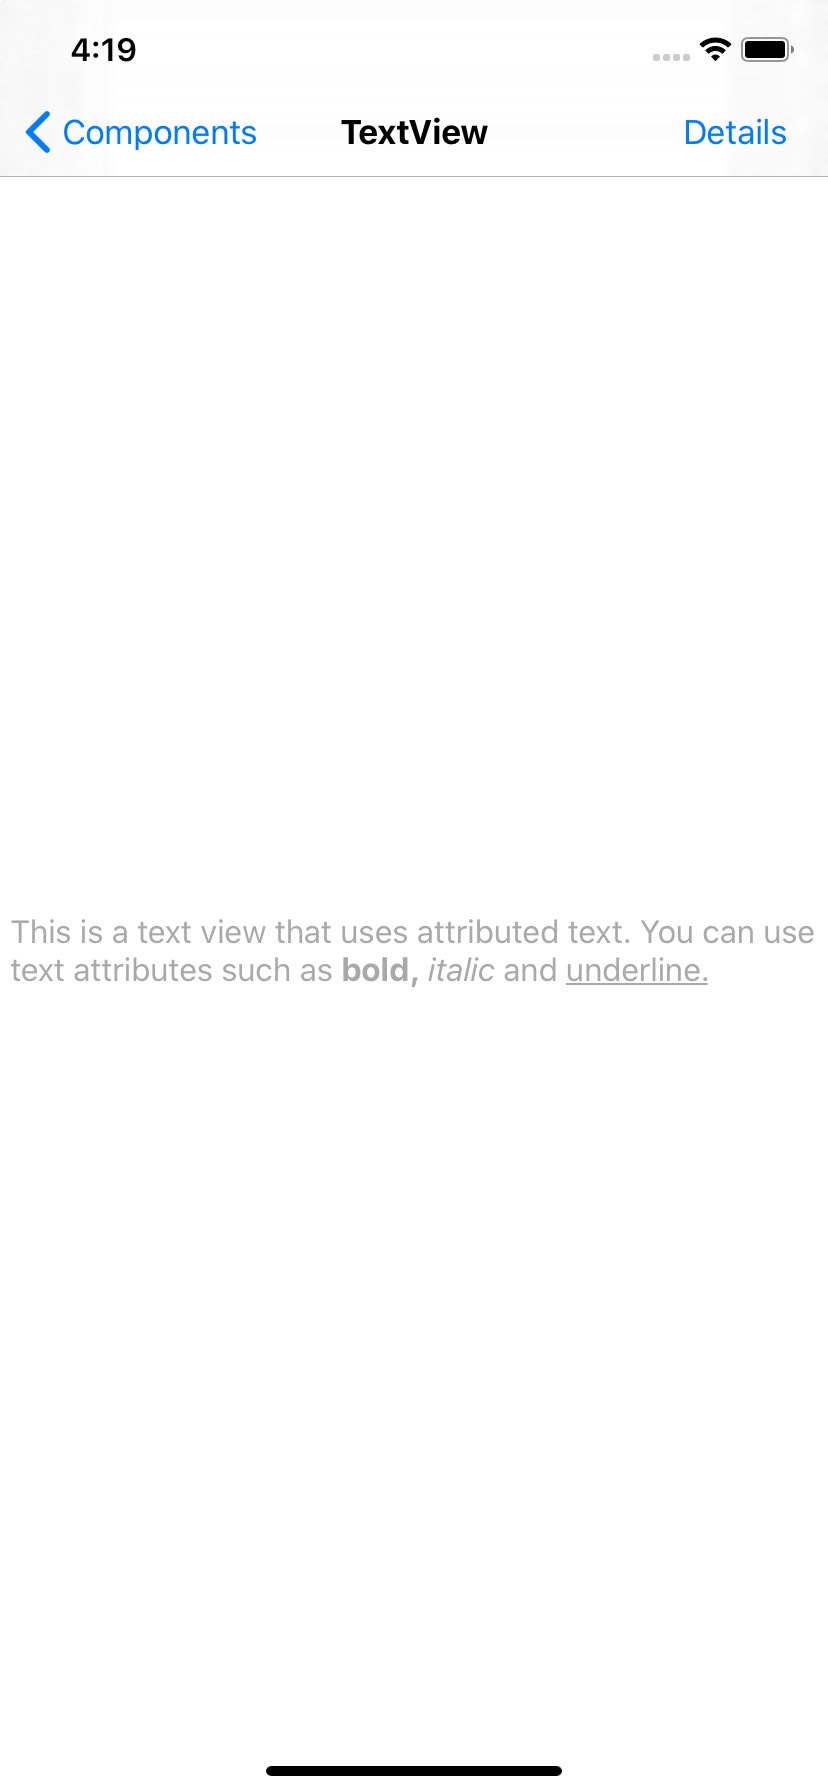 4:19
Components TextView Details
This is a text view that uses attributed text. You can use
text attributes such as bold, italic and underline.